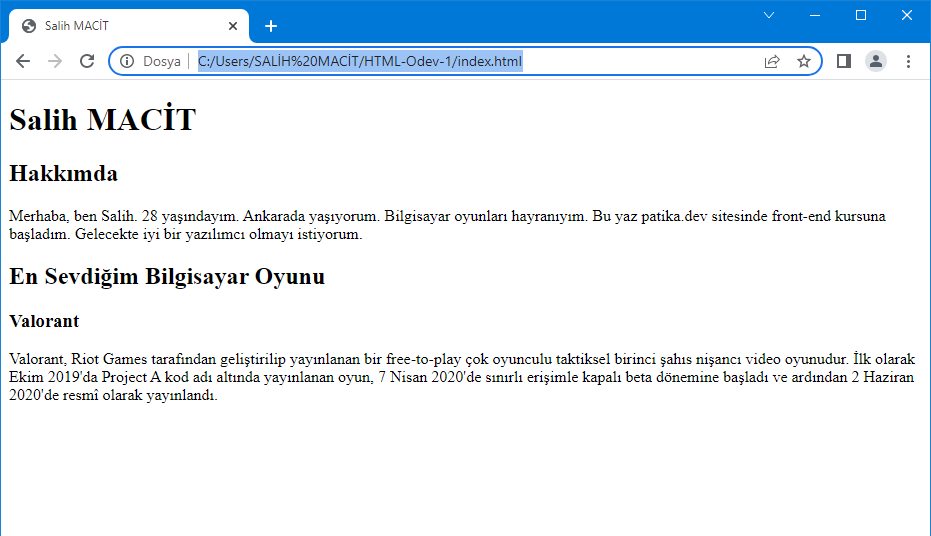 Salih MACİT
Dosya
C:/Users/SALİH%20MACİT/HTML-Odev-1/index.html
Salih MACİT
Hakkımda
Merhaba, ben Salih. 28 yaşındayım. Ankarada yaşıyorum. Bilgisayar oyunları hayranıyım. Bu yaz patika.dev sitesinde front-end kursuna
başladım. Gelecekte iyi bir yazılımcı olmayı istiyorum.
En Sevdiğim Bilgisayar Oyunu
Valorant
Valorant, Riot Games tarafından geliştirilip yayınlanan bir free-to-play çok oyunculu taktiksel birinci şahıs nişancı video oyunudur. İlk olarak
Ekim 2019'da Project A kod adı altında yayınlanan oyun, 7 Nisan 2020'de sınırlı erişimle kapalı beta dönemine başladı ve ardından 2 Haziran
2020'de resmî olarak yayınlandı.